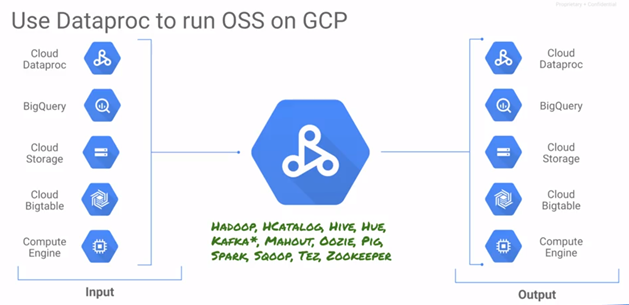 Proprietary + Confidential
Use Dataproc to run OSS on GCP
Cloud
Dataproc
BigQuery
Cloud
Storage
Cloud
Bigtable
Compute
Engine
Input
HADOOP, HCATALOG, HIVE, HUE,
KAFKA*, MAHOUT, OOZIE, PIG,
SPARK, SQOOP, TEZ, ZOOKEEPER
Cloud
Dataproc
BigQuery
Cloud
Storage
Cloud
Bigtable
Compute
Engine
Output